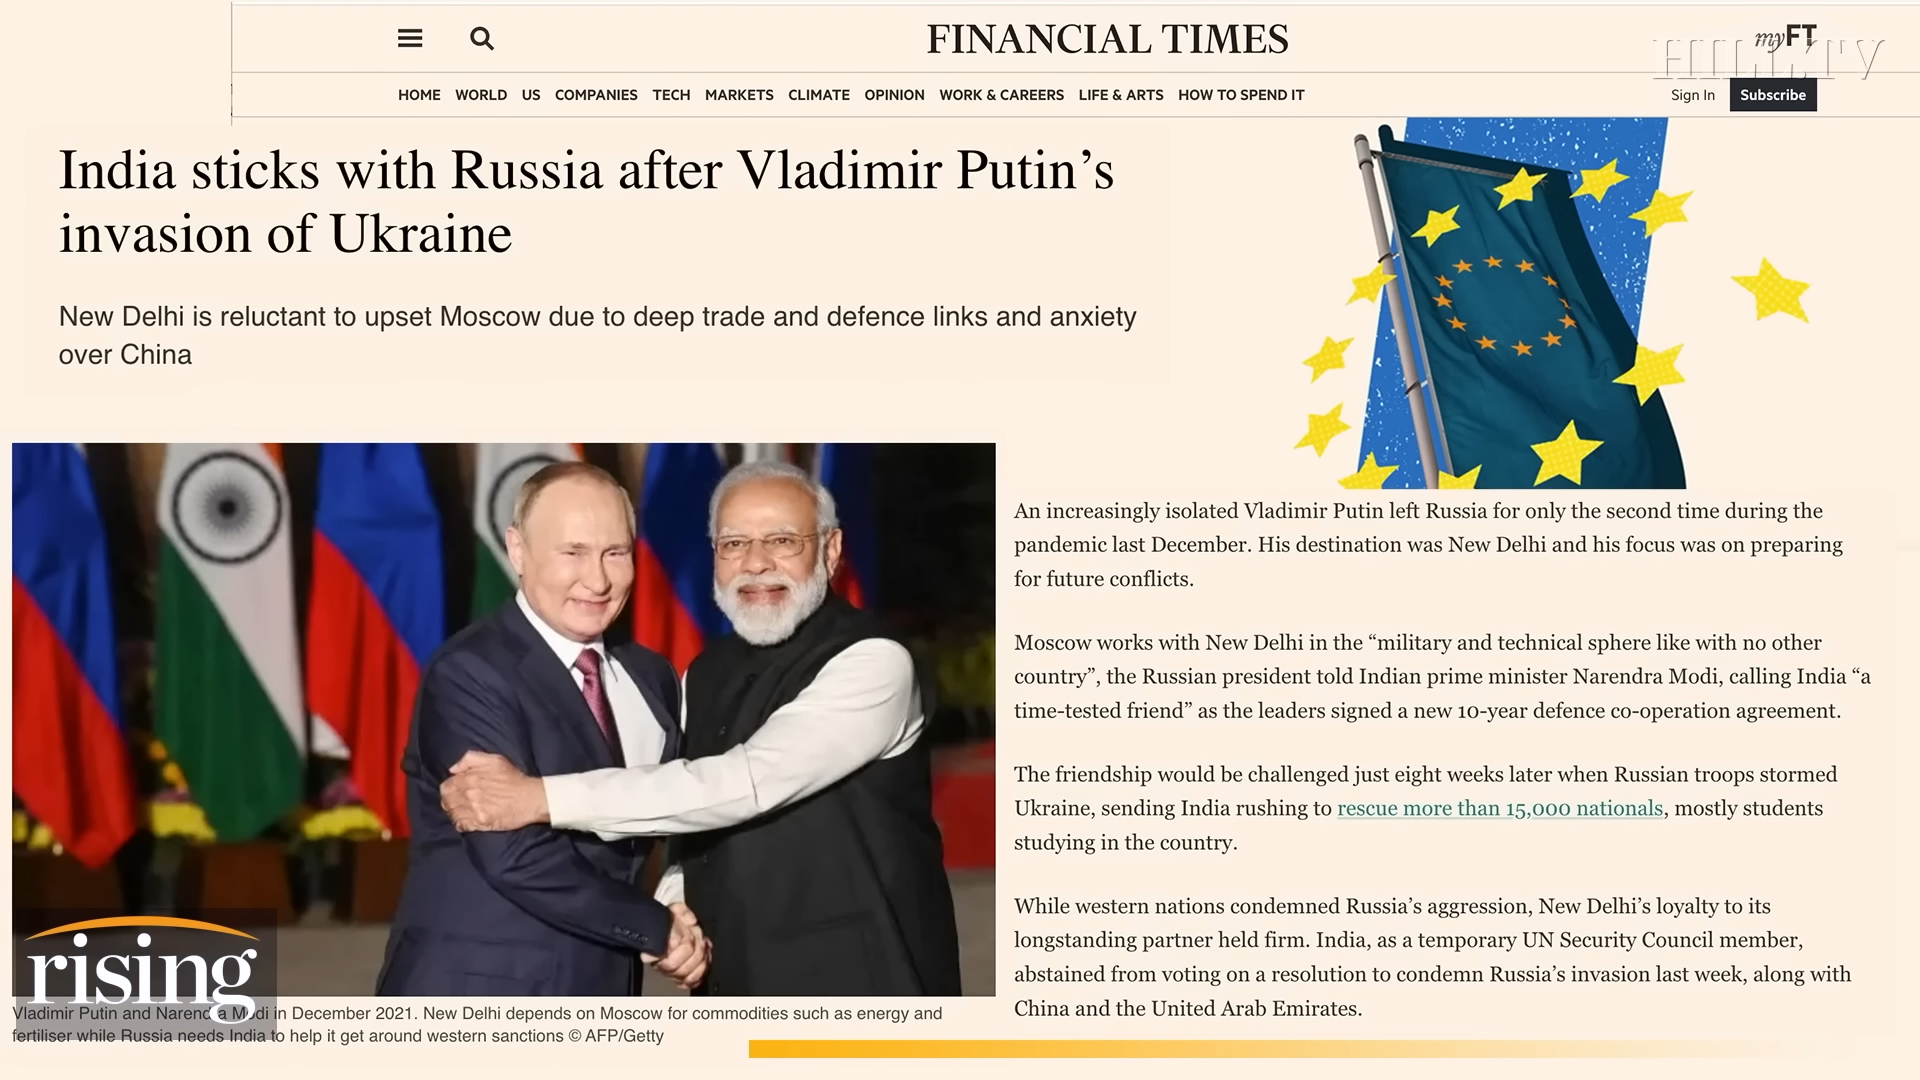 FINANCIAL TIMES
myFT
HILL.TV
HOME WORLD US COMPANIES TECH MARKETS CLIMATE OPINION WORK & CAREERS LIFE & ARTS HOW TO SPEND IT
Sign In Subscribe
India sticks with Russia after Vladimir Putin’s
invasion of Ukraine
New Delhi is reluctant to upset Moscow due to deep trade and defence links and anxiety
over China
An increasingly isolated Vladimir Putin left Russia for only the second time during the
pandemic last December. His destination was New Delhi and his focus was on preparing
for future conflicts.
Moscow works with New Delhi in the “military and technical sphere like with no other
country”, the Russian president told Indian prime minister Narendra Modi, calling India “a
time-tested friend” as the leaders signed a new 10-year defence co-operation agreement.
The friendship would be challenged just eight weeks later when Russian troops stormed
Ukraine, sending India rushing to rescue more than 15,000 nationals, mostly students
studying in the country.
While western nations condemned Russia’s aggression, New Delhi’s loyalty to its
longstanding partner held firm. India, as a temporary UN Security Council member,
abstained from voting on a resolution to condemn Russia’s invasion last week, along with
China and the United Arab Emirates.
rising
Vladimir Putin and Narendra Modi in December 2021. New Delhi depends on Moscow for commodities such as energy and
fertiliser while Russia needs India to help it get around western sanctions © AFP/Getty